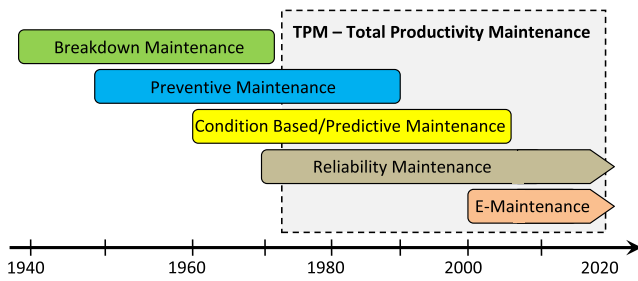 TPM – Total Productivity Maintenance
Breakdown Maintenance
Preventive Maintenance
Condition Based/Predictive Maintenance
Reliability Maintenance
E-Maintenance
1940 1960 1980 2000 2020